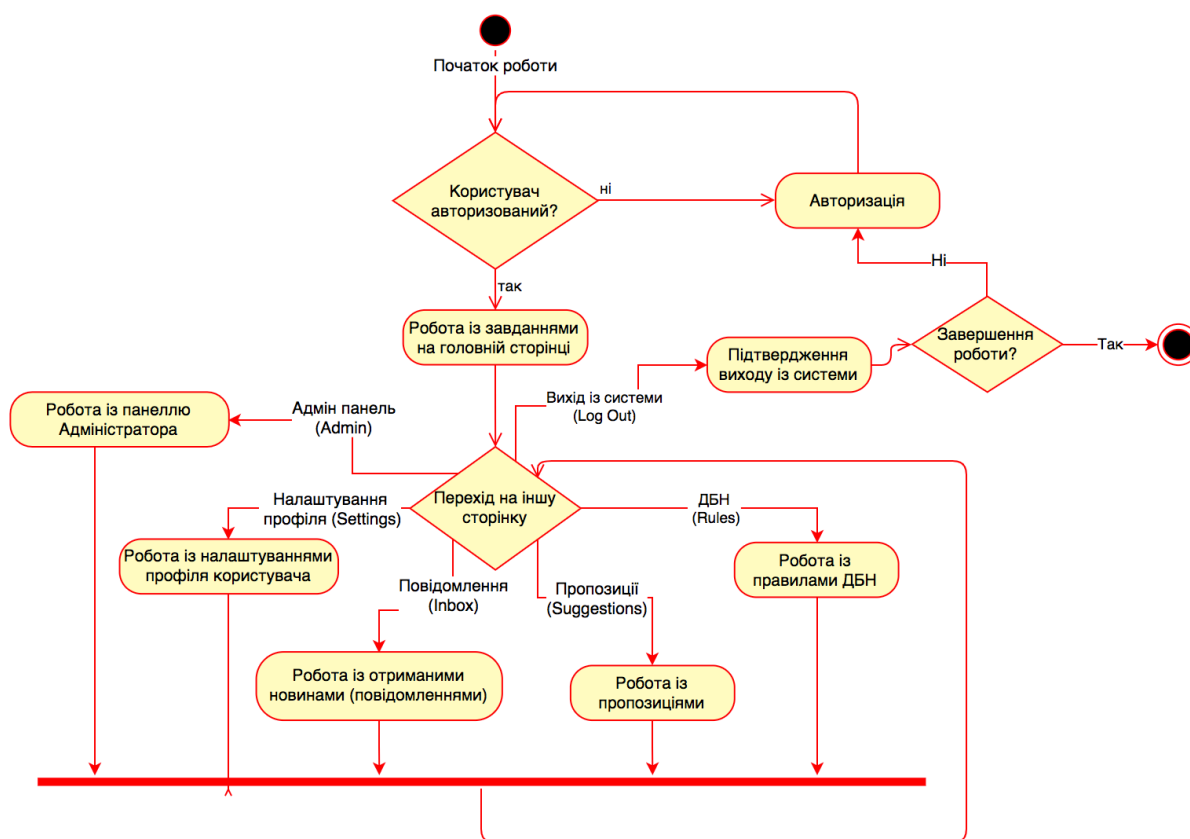 Початок роботи
Користувач
авторизований?
ні
Авторизація
так
Ні
Робота із завданнями
на головній сторінці
Підтвердження
виходу із системи
Завершення
роботи?
Так
Робота із панеллю
Адміністратора
Адмін панель
(Admin)
Вихід із системи
(Log Out)
Налаштування
профіля (Settings)
Перехід на іншу
сторінку
ДБН
(Rules)
Робота із налаштуваннями
профіля користувача
Повідомлення
(Inbox)
Пропозиції
(Suggestions)
Робота із
правилами ДБН
Робота із отриманими
новинами (повідомленнями)
Робота із
пропозиціями